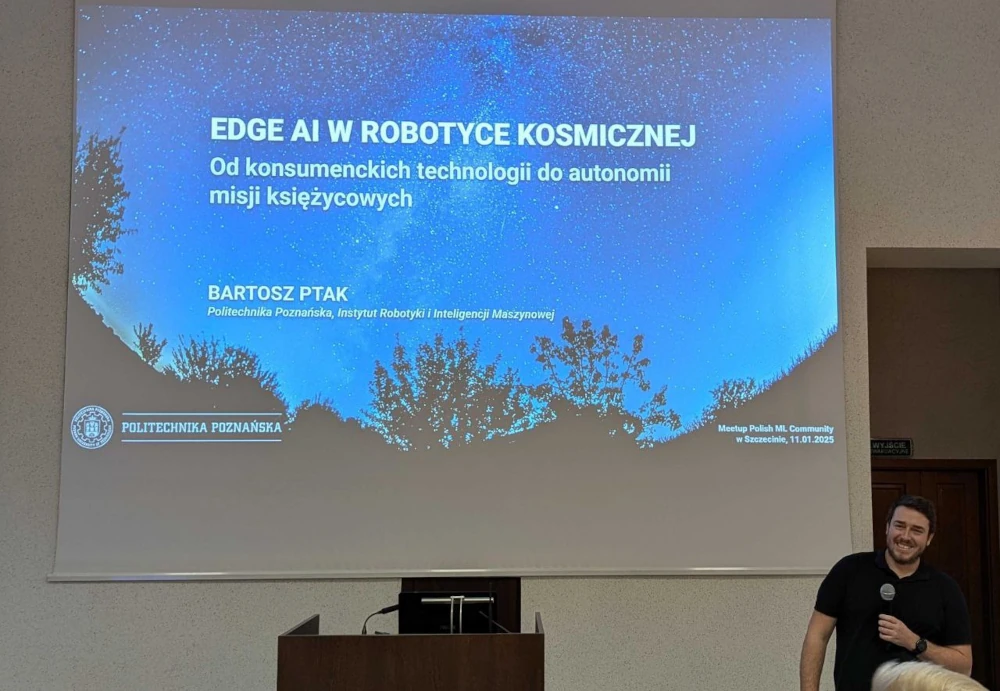 EDGE AI W ROBOTYCE KOSMICZNEJ
Od konsumenckich technologii do autonomii
misji księżycowych
BARTOSZ PTAK
Politechnika Poznańska, Instytut Robotyki i Inteligencji Maszynowej
POLITECHNIKA POZNAŃSKA
Meetup Polish ML Community
w Szczecinie, 11.01.2025
WYJŚCIE